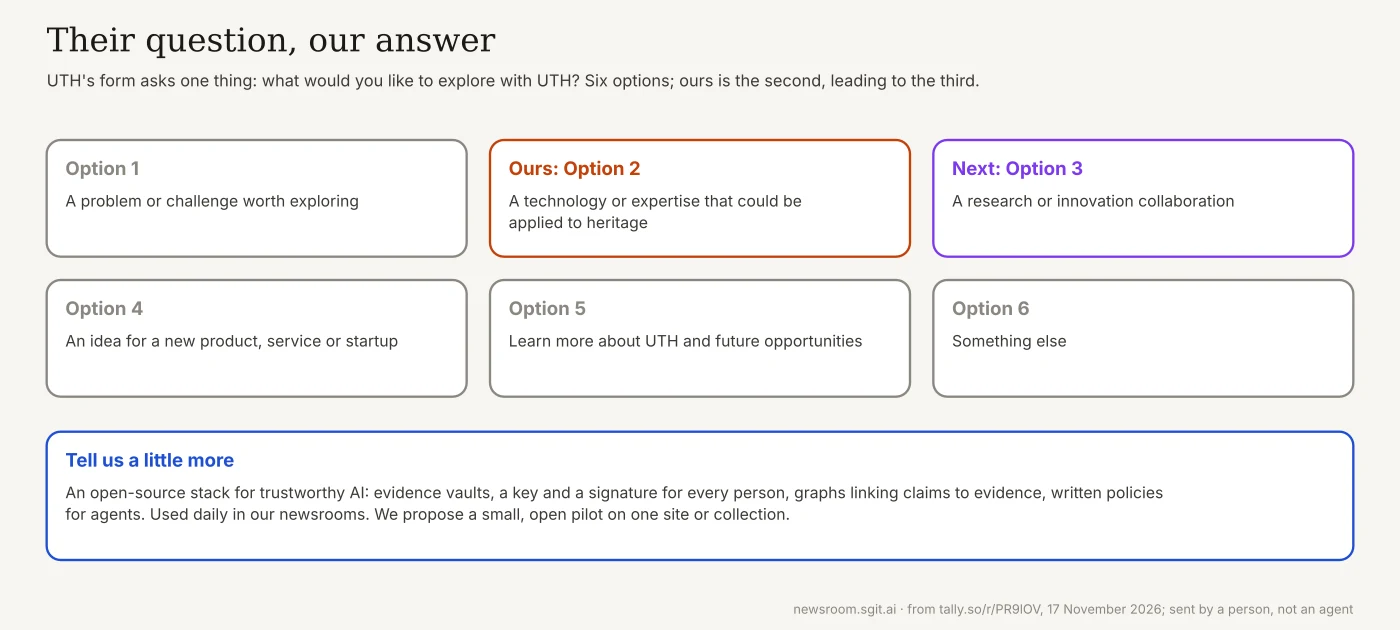 Their question, our answer
UTH's form asks one thing: what would you like to explore with UTH? Six options; ours is the second, leading to the third.
Option 1
A problem or challenge worth exploring
Ours: Option 2
A technology or expertise that could be
applied to heritage
Next: Option 3
A research or innovation collaboration
Option 4
An idea for a new product, service or startup
Option 5
Learn more about UTH and future opportunities
Option 6
Something else
Tell us a little more
An open-source stack for trustworthy AI: evidence vaults, a key and a signature for every person, graphs linking claims to evidence, written policies
for agents. Used daily in our newsrooms. We propose a small, open pilot on one site or collection.
newsroom.sgit.ai · from tally.so/r/PR9IOV, 17 November 2026; sent by a person, not an agent